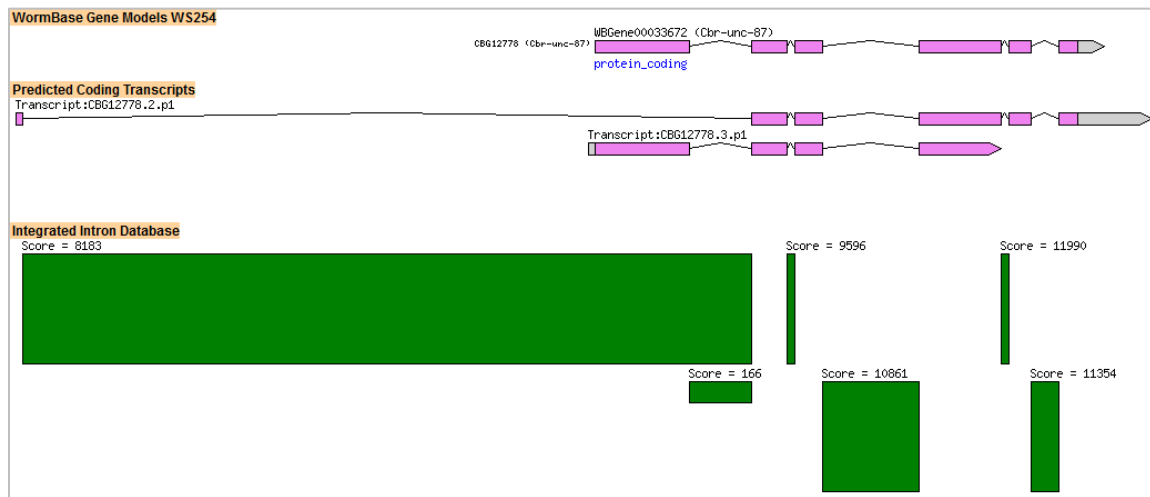 WormBase Gene Models WS254
WBGene00033672 (Cbr-unc-87)
CBG12778 (Cbr-unc-87)
protein_coding
Predicted Coding Transcripts
Transcript:CBG12778.2.p1
Transcript:CBG12778.3.p1
Integrated Intron Database
Score = 8183
Score = 9596
Score = 11990
Score = 166
Score = 10861
Score = 11354